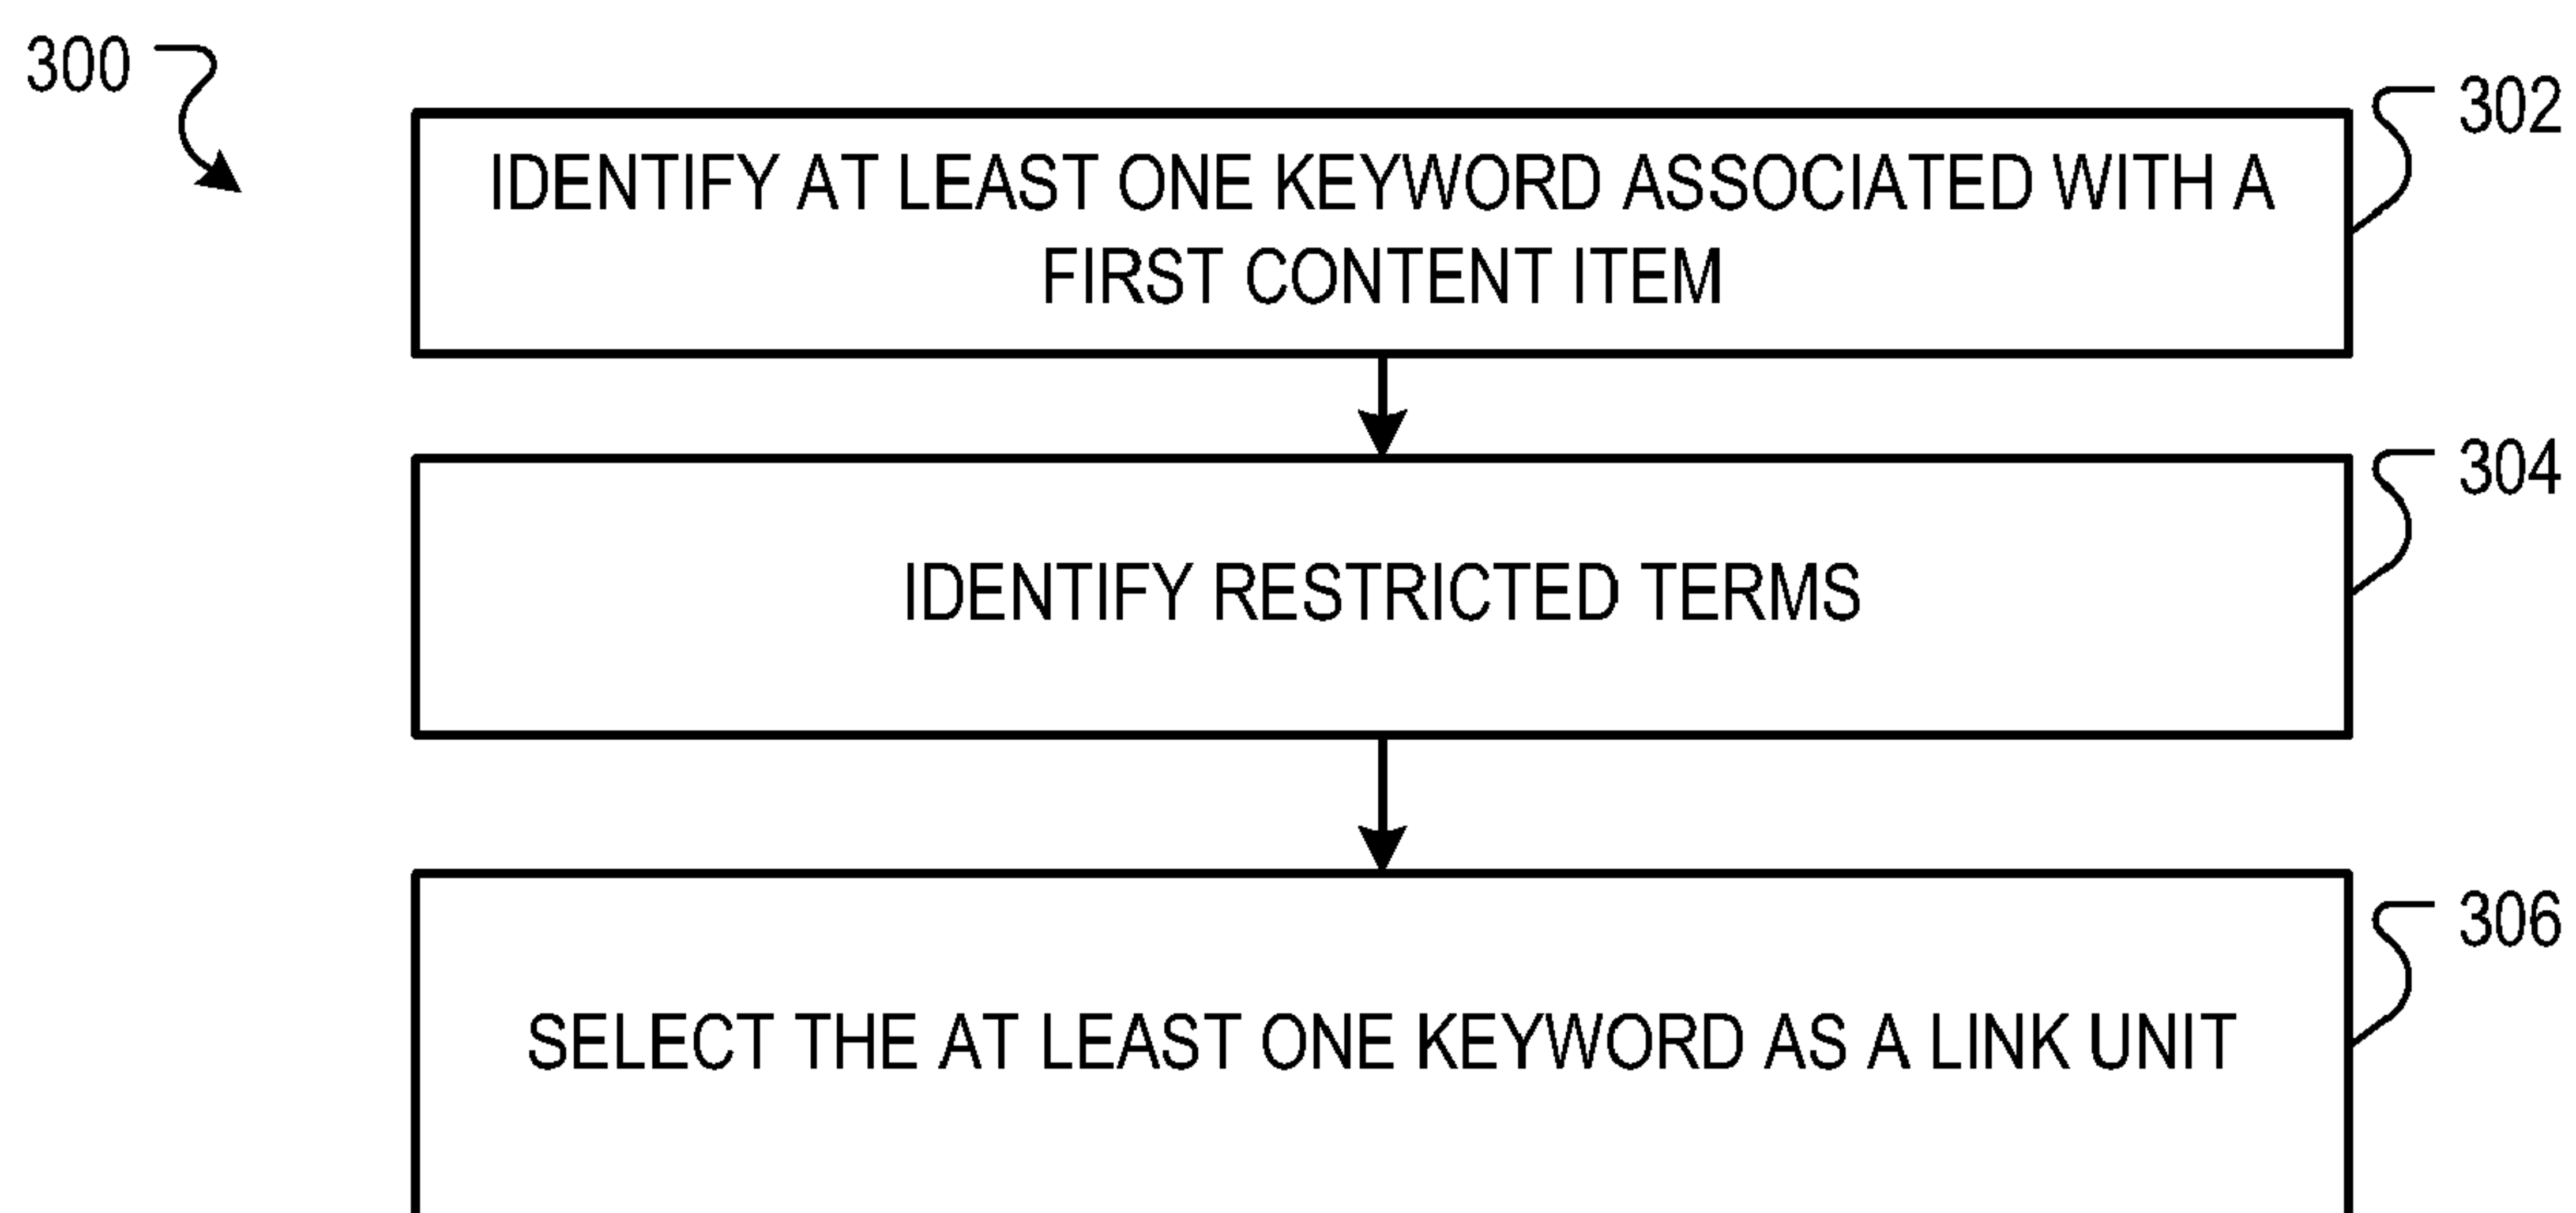 300
302
IDENTIFY AT LEAST ONE KEYWORD ASSOCIATED WITH A
FIRST CONTENT ITEM
304
IDENTIFY RESTRICTED TERMS
306
SELECT THE AT LEAST ONE KEYWORD AS A LINK UNIT